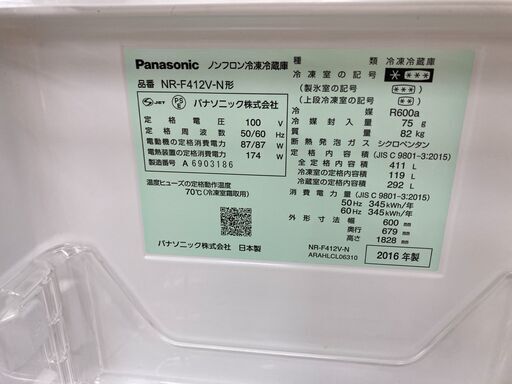 Panasonic ノンフロン冷凍冷蔵庫
品番 NR-F412V-N形
JET
PS
E
パナソニック株式会社
定格電圧 100 V
定格周波数 50/60 Hz
電動機の定格消費電力 87/87 W
電熱装置の定格消費電力 174 W
製造番号 A 6903186
温度ヒューズの定格動作温度
70℃(冷凍室霜取用)
パナソニック株式会社 日本製
種類 冷凍冷蔵庫
冷凍室の記号 ****
(製氷室の記号) ***
(上段冷凍室の記号) **
冷媒 R600a
冷媒封入量 75 g
質量 82 kg
断熱発泡ガス シクロペンタン
定格内容積 (JIS C 9801-3:2015)
全定格内容積 411 L
冷凍室の定格内容積 119 L
冷蔵室の定格内容積 292 L
消費電力量(JIS C 9801-3:2015)
50 Hz 345 kWh/年
60 Hz 345 kWh/年
外形寸法 幅 600 mm
奥行 679 mm
高さ 1828 mm
NR-F412V-N
ARAHLCL06310
2016 年製